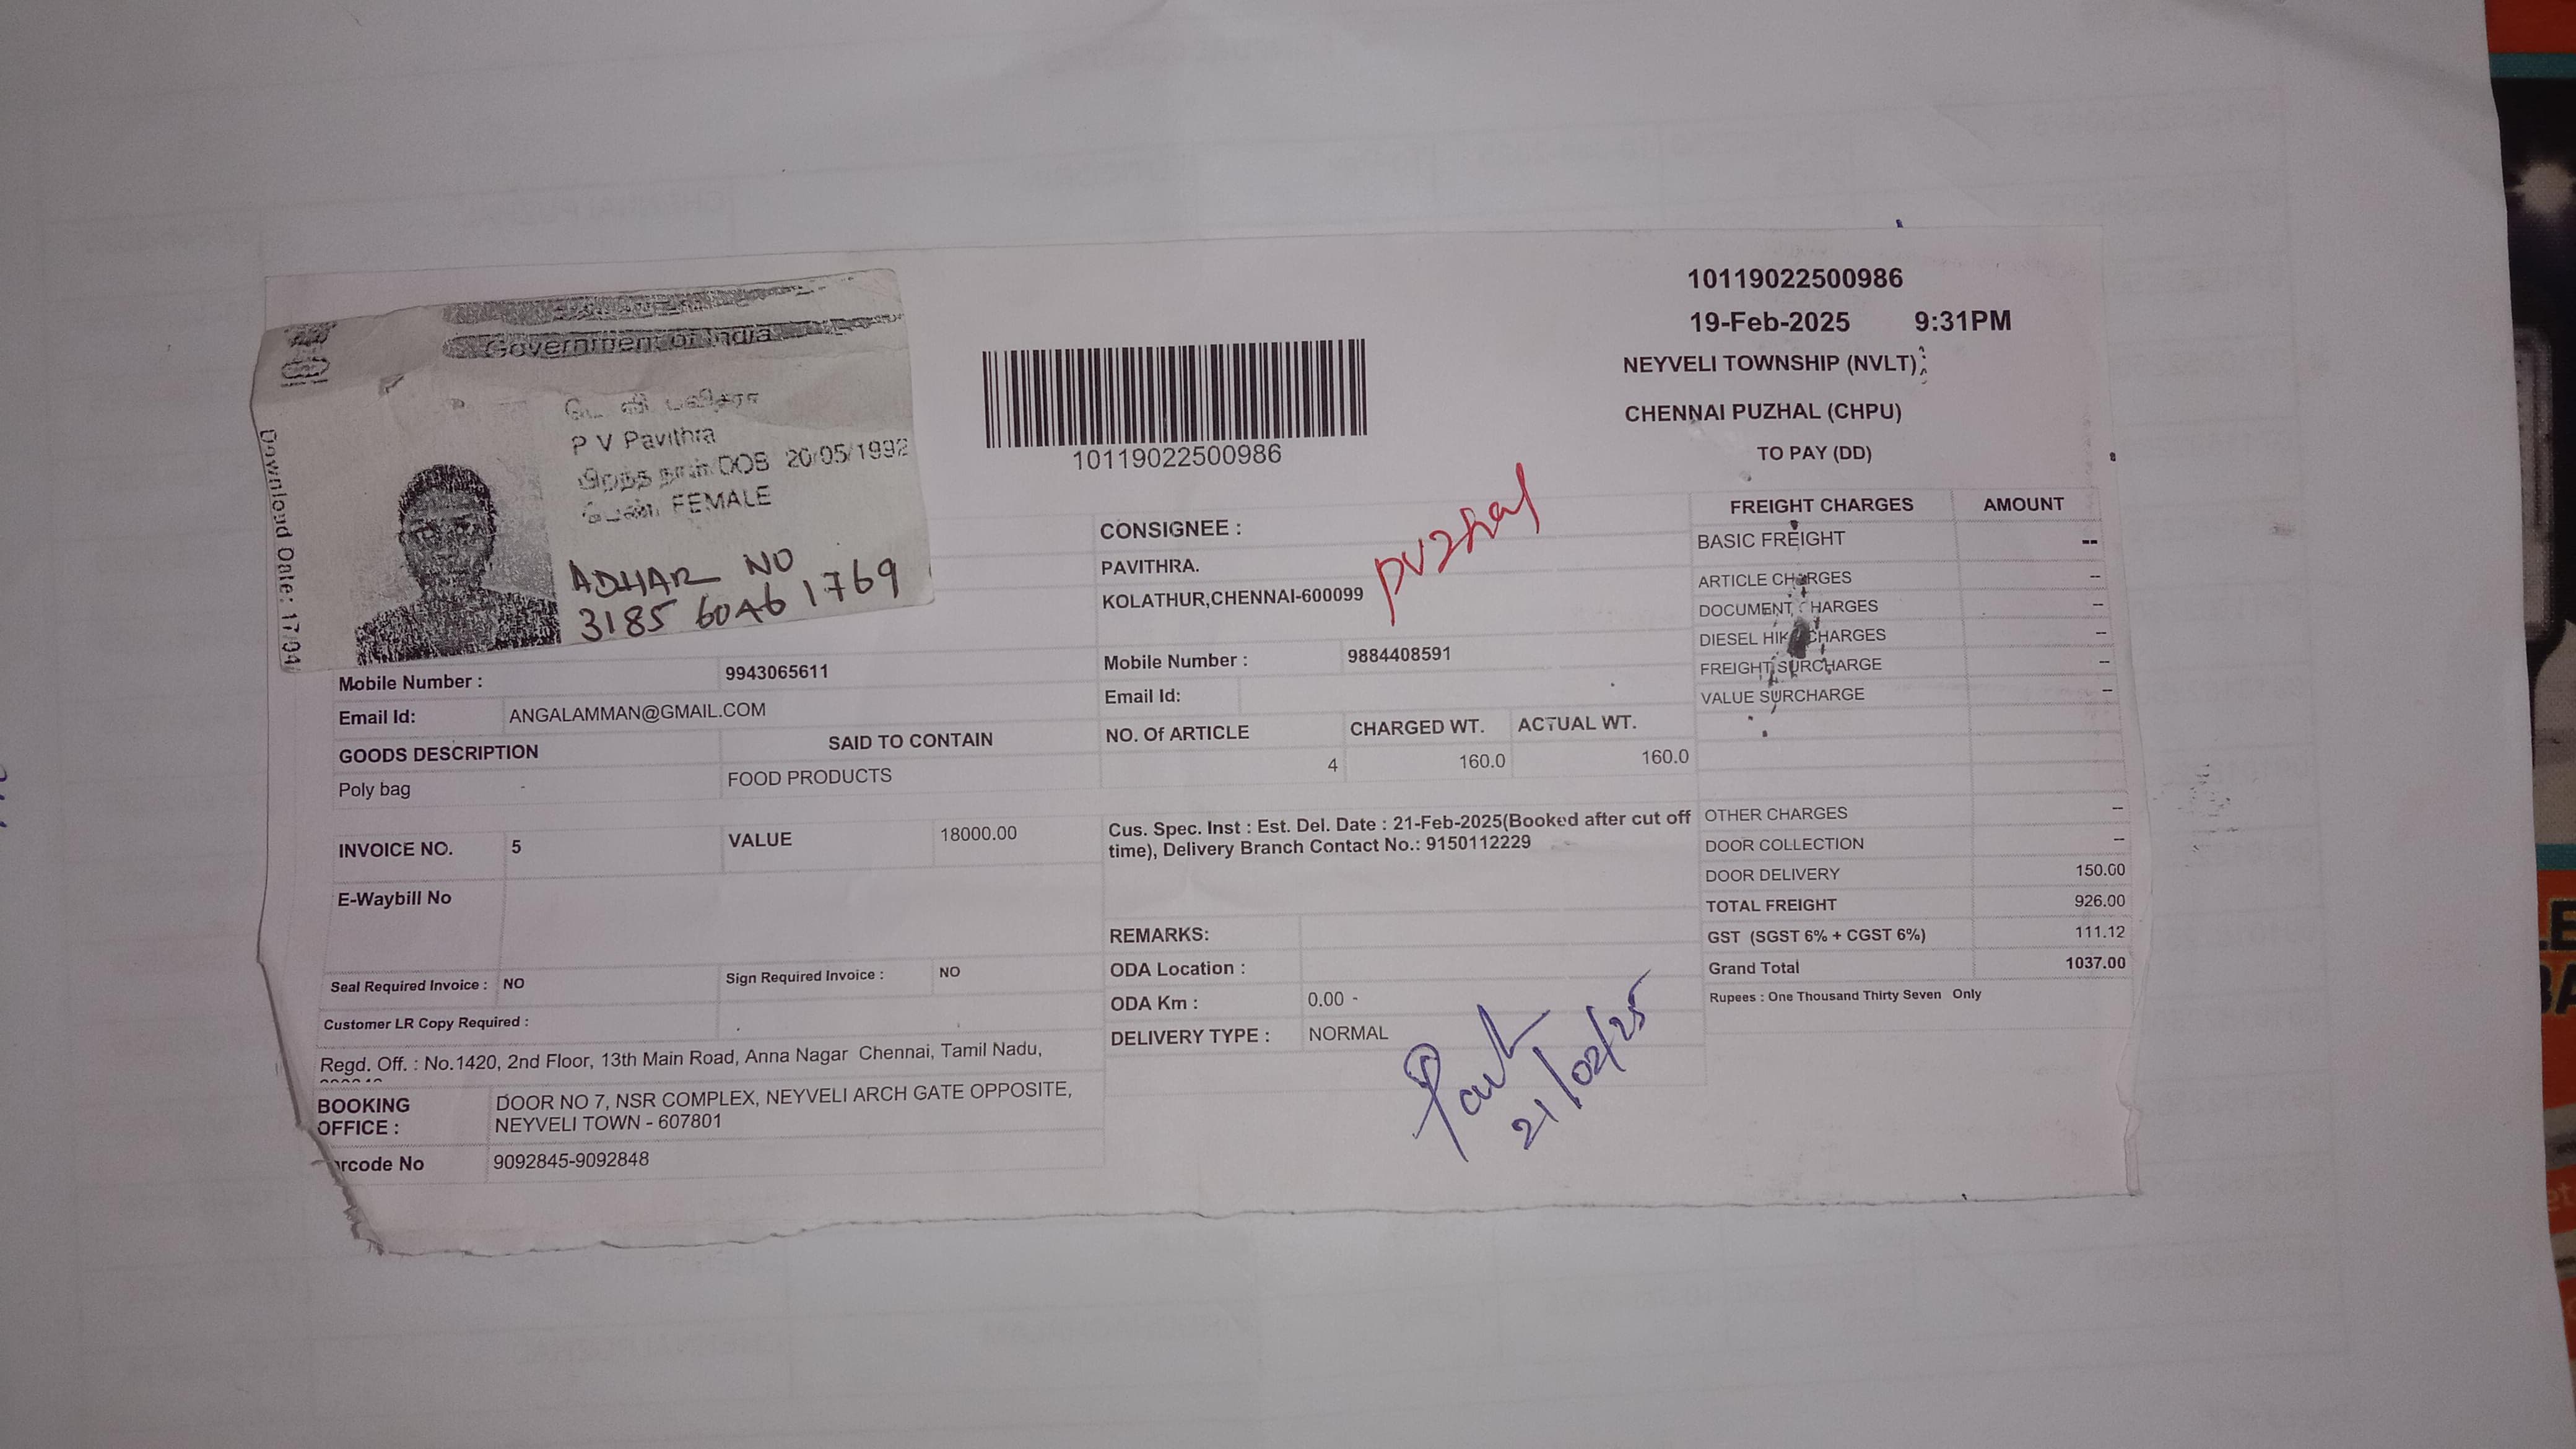 Government of India
P V Pavithra
DOB 20/05/1992
FEMALE
ADHAR NO
3185 6046 1769
Download Date: 17/04
10119022500986
10119022500986
19-Feb-2025 9:31PM
NEYVELI TOWNSHIP (NVLT)
CHENNAI PUZHAL (CHPU)
TO PAY (DD)
Mobile Number : 9943065611
Email Id: ANGALAMMAN@GMAIL.COM
GOODS DESCRIPTION SAID TO CONTAIN
Poly bag FOOD PRODUCTS
INVOICE NO. 5 VALUE 18000.00
E-Waybill No
Seal Required Invoice : NO Sign Required Invoice : NO
Customer LR Copy Required :
Regd. Off. : No.1420, 2nd Floor, 13th Main Road, Anna Nagar Chennai, Tamil Nadu,
BOOKING OFFICE : DOOR NO 7, NSR COMPLEX, NEYVELI ARCH GATE OPPOSITE,
NEYVELI TOWN - 607801
rcode No 9092845-9092848
CONSIGNEE :
PAVITHRA.
KOLATHUR,CHENNAI-600099
puzhal
Mobile Number : 9884408591
Email Id:
NO. Of ARTICLE CHARGED WT. ACTUAL WT.
4 160.0 160.0
Cus. Spec. Inst : Est. Del. Date : 21-Feb-2025(Booked after cut off
time), Delivery Branch Contact No.: 9150112229
REMARKS:
ODA Location :
ODA Km : 0.00 -
DELIVERY TYPE : NORMAL
21/02/25
FREIGHT CHARGES AMOUNT
BASIC FREIGHT --
ARTICLE CHARGES --
DOCUMENT CHARGES --
DIESEL HIKE CHARGES --
FREIGHT SURCHARGE --
VALUE SURCHARGE --
OTHER CHARGES --
DOOR COLLECTION --
DOOR DELIVERY 150.00
TOTAL FREIGHT 926.00
GST (SGST 6% + CGST 6%) 111.12
Grand Total 1037.00
Rupees : One Thousand Thirty Seven Only